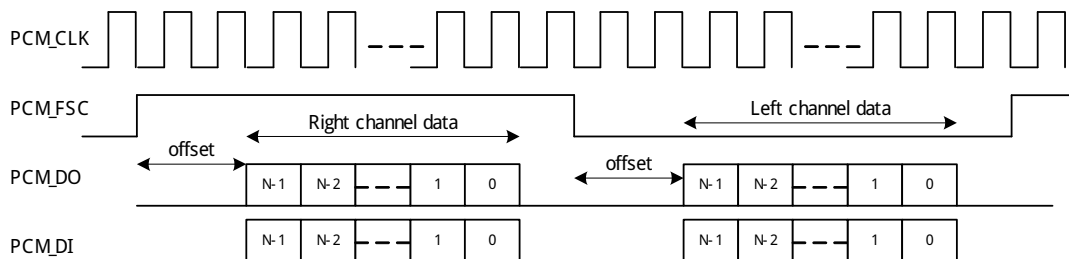 PCM_CLK
PCM_FSC
Right channel data
Left channel data
offset
offset
PCM_DO
N-1 N-2 1 0
N-1 N-2 1 0
PCM_DI
N-1 N-2 1 0
N-1 N-2 1 0